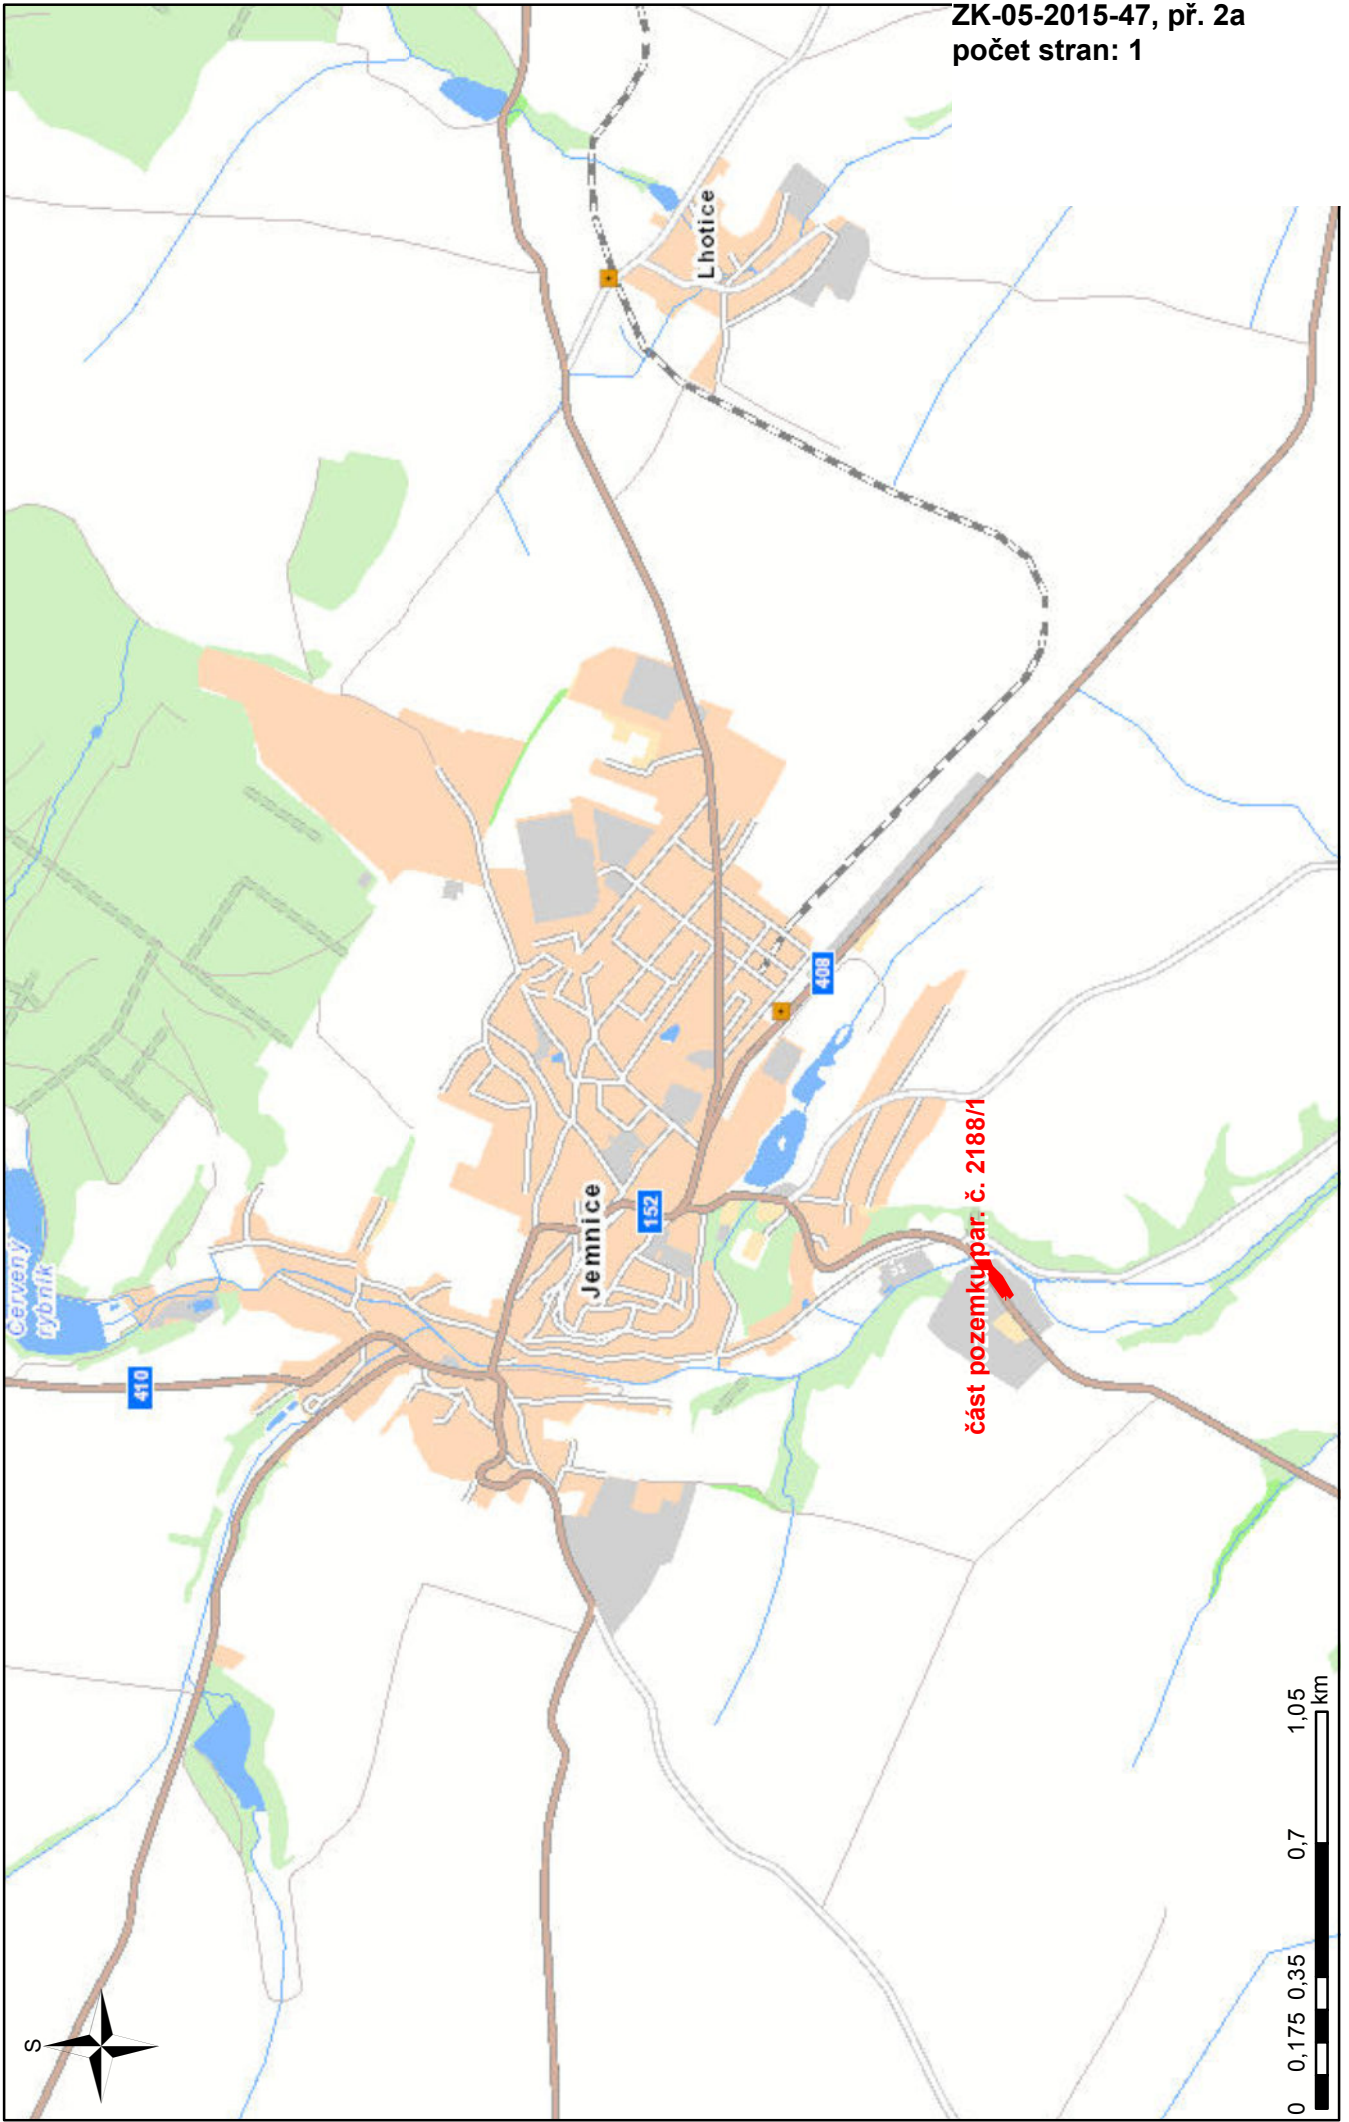 ZK-05-2015-47, př. 2a
počet stran: 1
Lhotice
408
část pozemku par. č. 2188/1
Jemnice
152
Červený
rybník
410
S
0 0,175 0,35 0,7 1,05
km